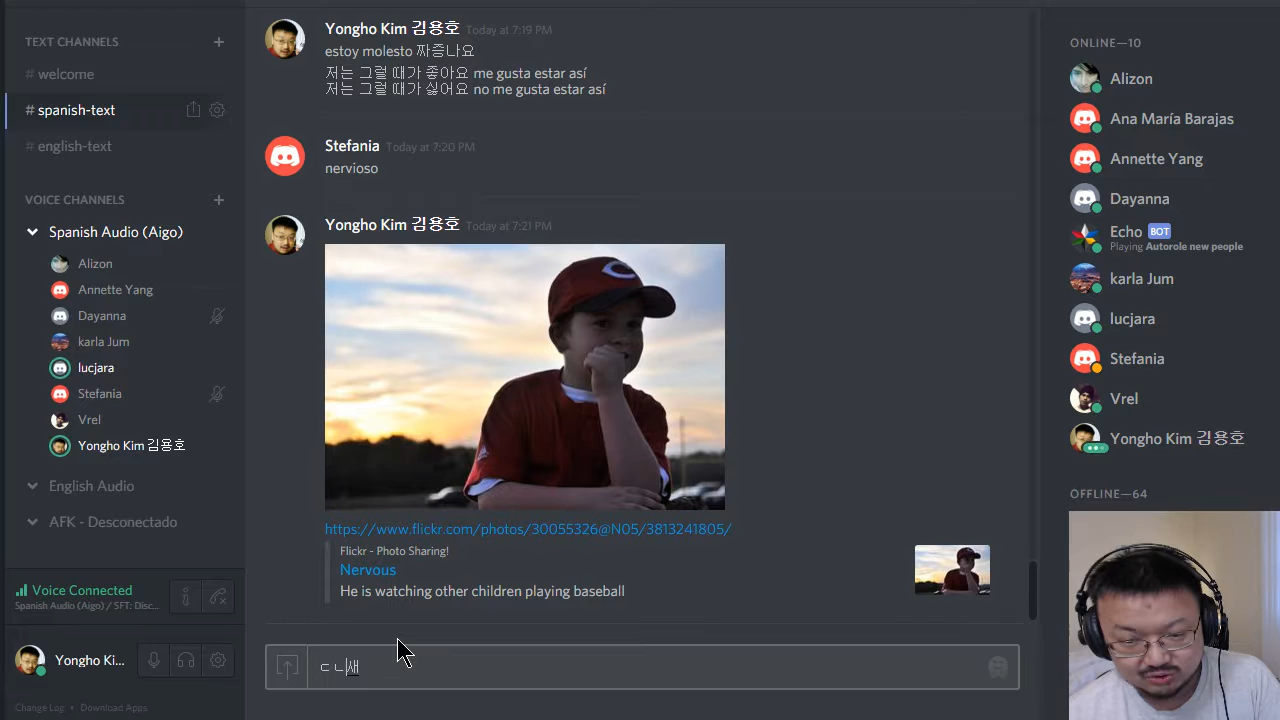 TEXT CHANNELS +
# welcome
# spanish-text
# english-text
VOICE CHANNELS +
Spanish Audio (Aigo)
Alizon
Annette Yang
Dayanna
karla Jum
lucjara
Stefania
Vrel
Yongho Kim 김용호
English Audio
AFK - Desconectado
Voice Connected
Spanish Audio (Aigo) / SFT: Disc...
Yongho Ki...
Change Log • Download Apps
Yongho Kim 김용호 Today at 7:19 PM
estoy molesto 짜증나요
저는 그럴 때가 좋아요 me gusta estar así
저는 그럴 때가 싫어요 no me gusta estar así
Stefania Today at 7:20 PM
nervioso
Yongho Kim 김용호 Today at 7:21 PM
C
https://www.flickr.com/photos/30055326@N05/3813241805/
Flickr - Photo Sharing!
Nervous
He is watching other children playing baseball
ㄷㄴ새
ONLINE—10
Alizon
Ana María Barajas
Annette Yang
Dayanna
Echo BOT
Playing Autorole new people
karla Jum
lucjara
Stefania
Vrel
Yongho Kim 김용호
OFFLINE—64